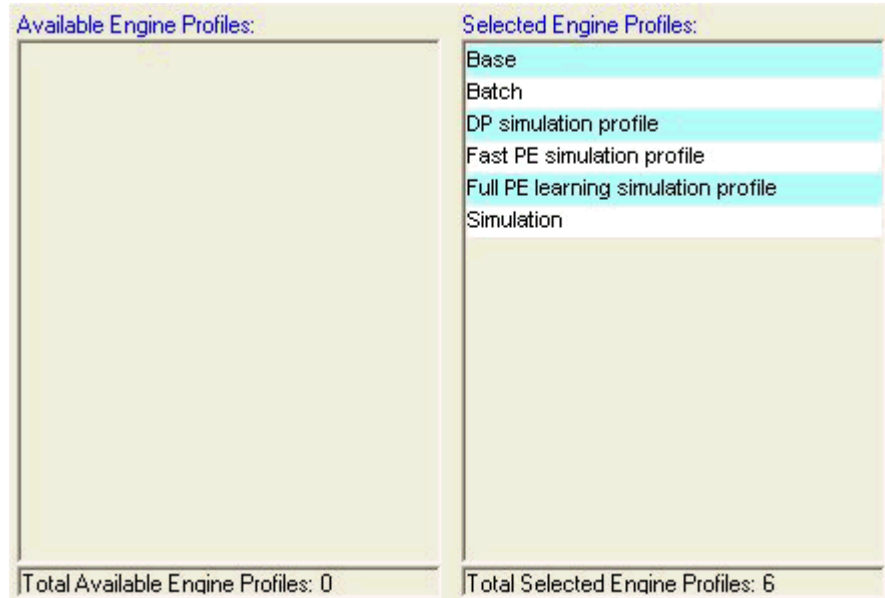 Available Engine Profiles:
Total Available Engine Profiles: 0
Selected Engine Profiles:
Base
Batch
DP simulation profile
Fast PE simulation profile
Full PE learning simulation profile
Simulation
Total Selected Engine Profiles: 6